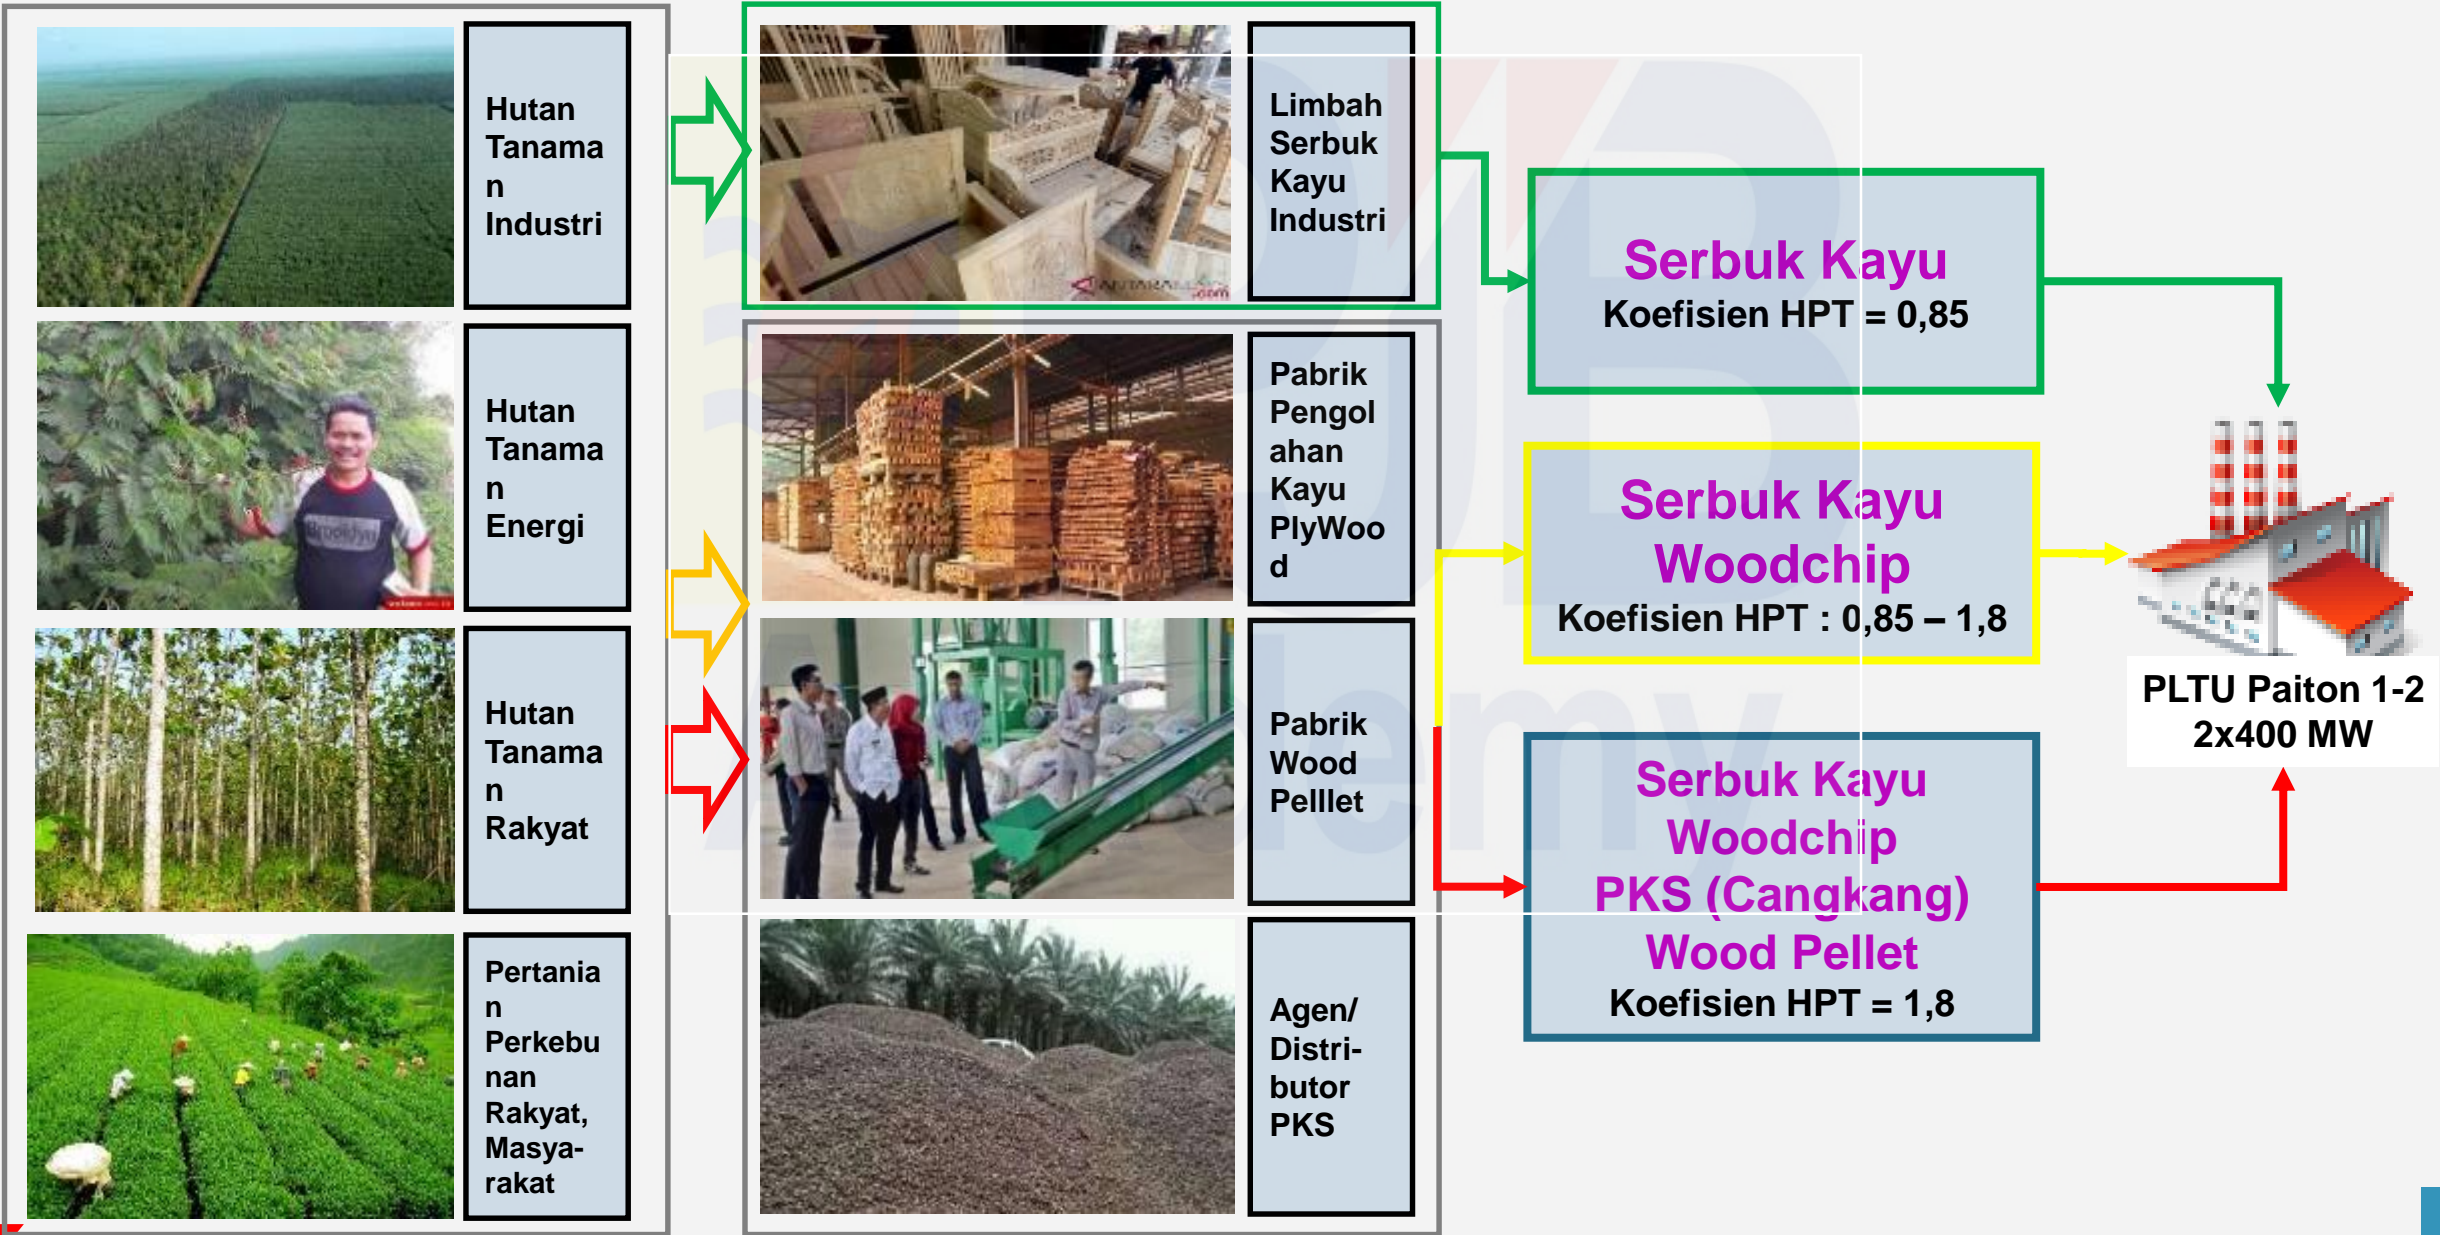 Hutan
Tanama
n
Industri
Hutan
Tanama
n
Energi
Hutan
Tanama
n
Rakyat
Pertania
n
Perkebu
nan
Rakyat,
Masya-
rakat
Limbah
Serbuk
Kayu
Industri
Pabrik
Pengol
ahan
Kayu
PlyWoo
d
Pabrik
Wood
Pelllet
Agen/
Distri-
butor
PKS
Serbuk Kayu
Koefisien HPT = 0,85
Serbuk Kayu
Woodchip
Koefisien HPT : 0,85 – 1,8
Serbuk Kayu
Woodchip
PKS (Cangkang)
Wood Pellet
Koefisien HPT = 1,8
PLTU Paiton 1-2
2x400 MW
PJB
Academy